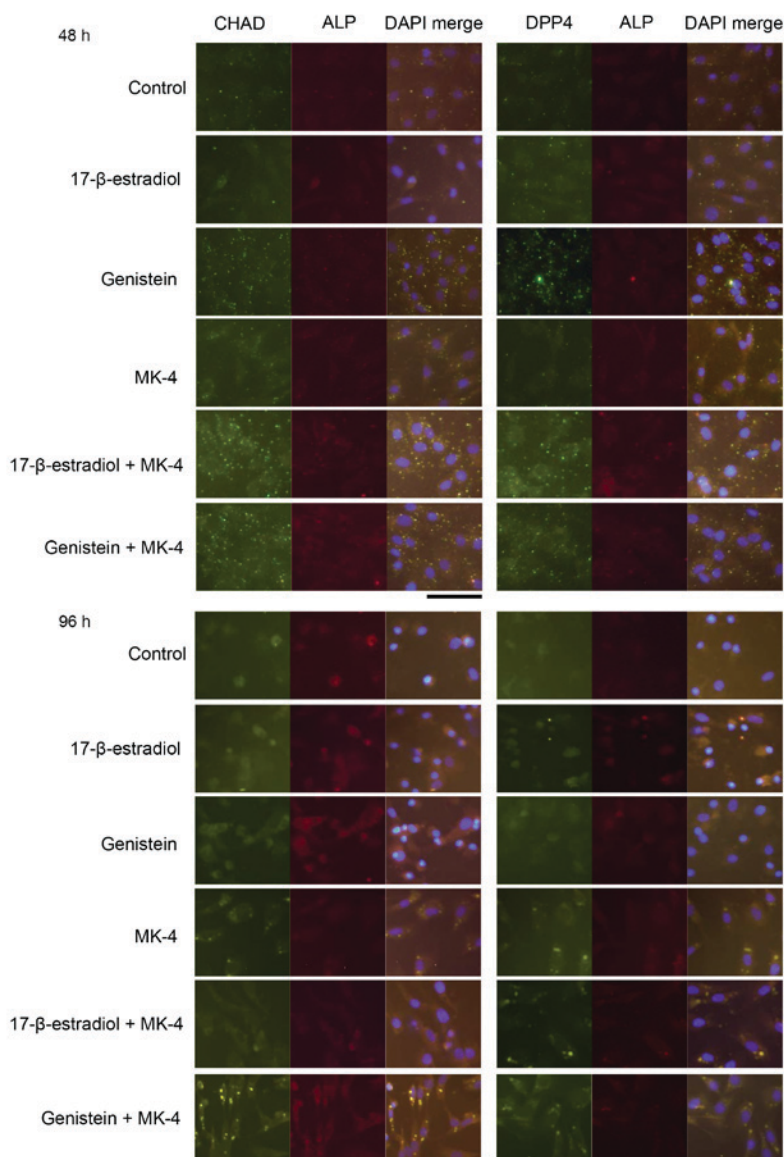 CHAD ALP DAPI merge DPP4 ALP DAPI merge
48 h
Control
17-β-estradiol
Genistein
MK-4
17-β-estradiol + MK-4
Genistein + MK-4
96 h
Control
17-β-estradiol
Genistein
MK-4
17-β-estradiol + MK-4
Genistein + MK-4